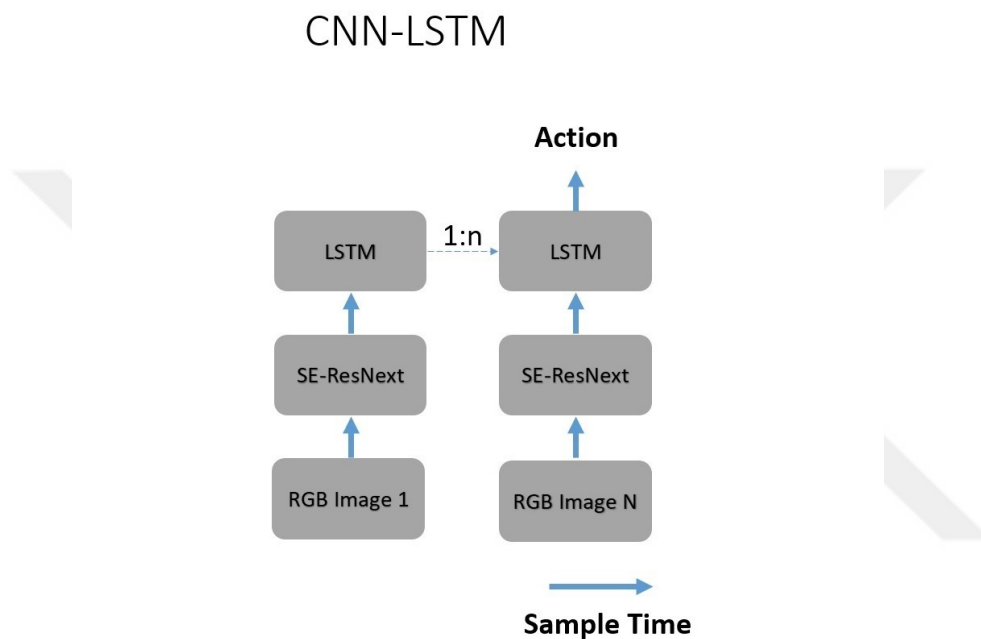 CNN-LSTM
Action
LSTM
1:n
LSTM
SE-ResNext
SE-ResNext
RGB Image 1
RGB Image N
Sample Time